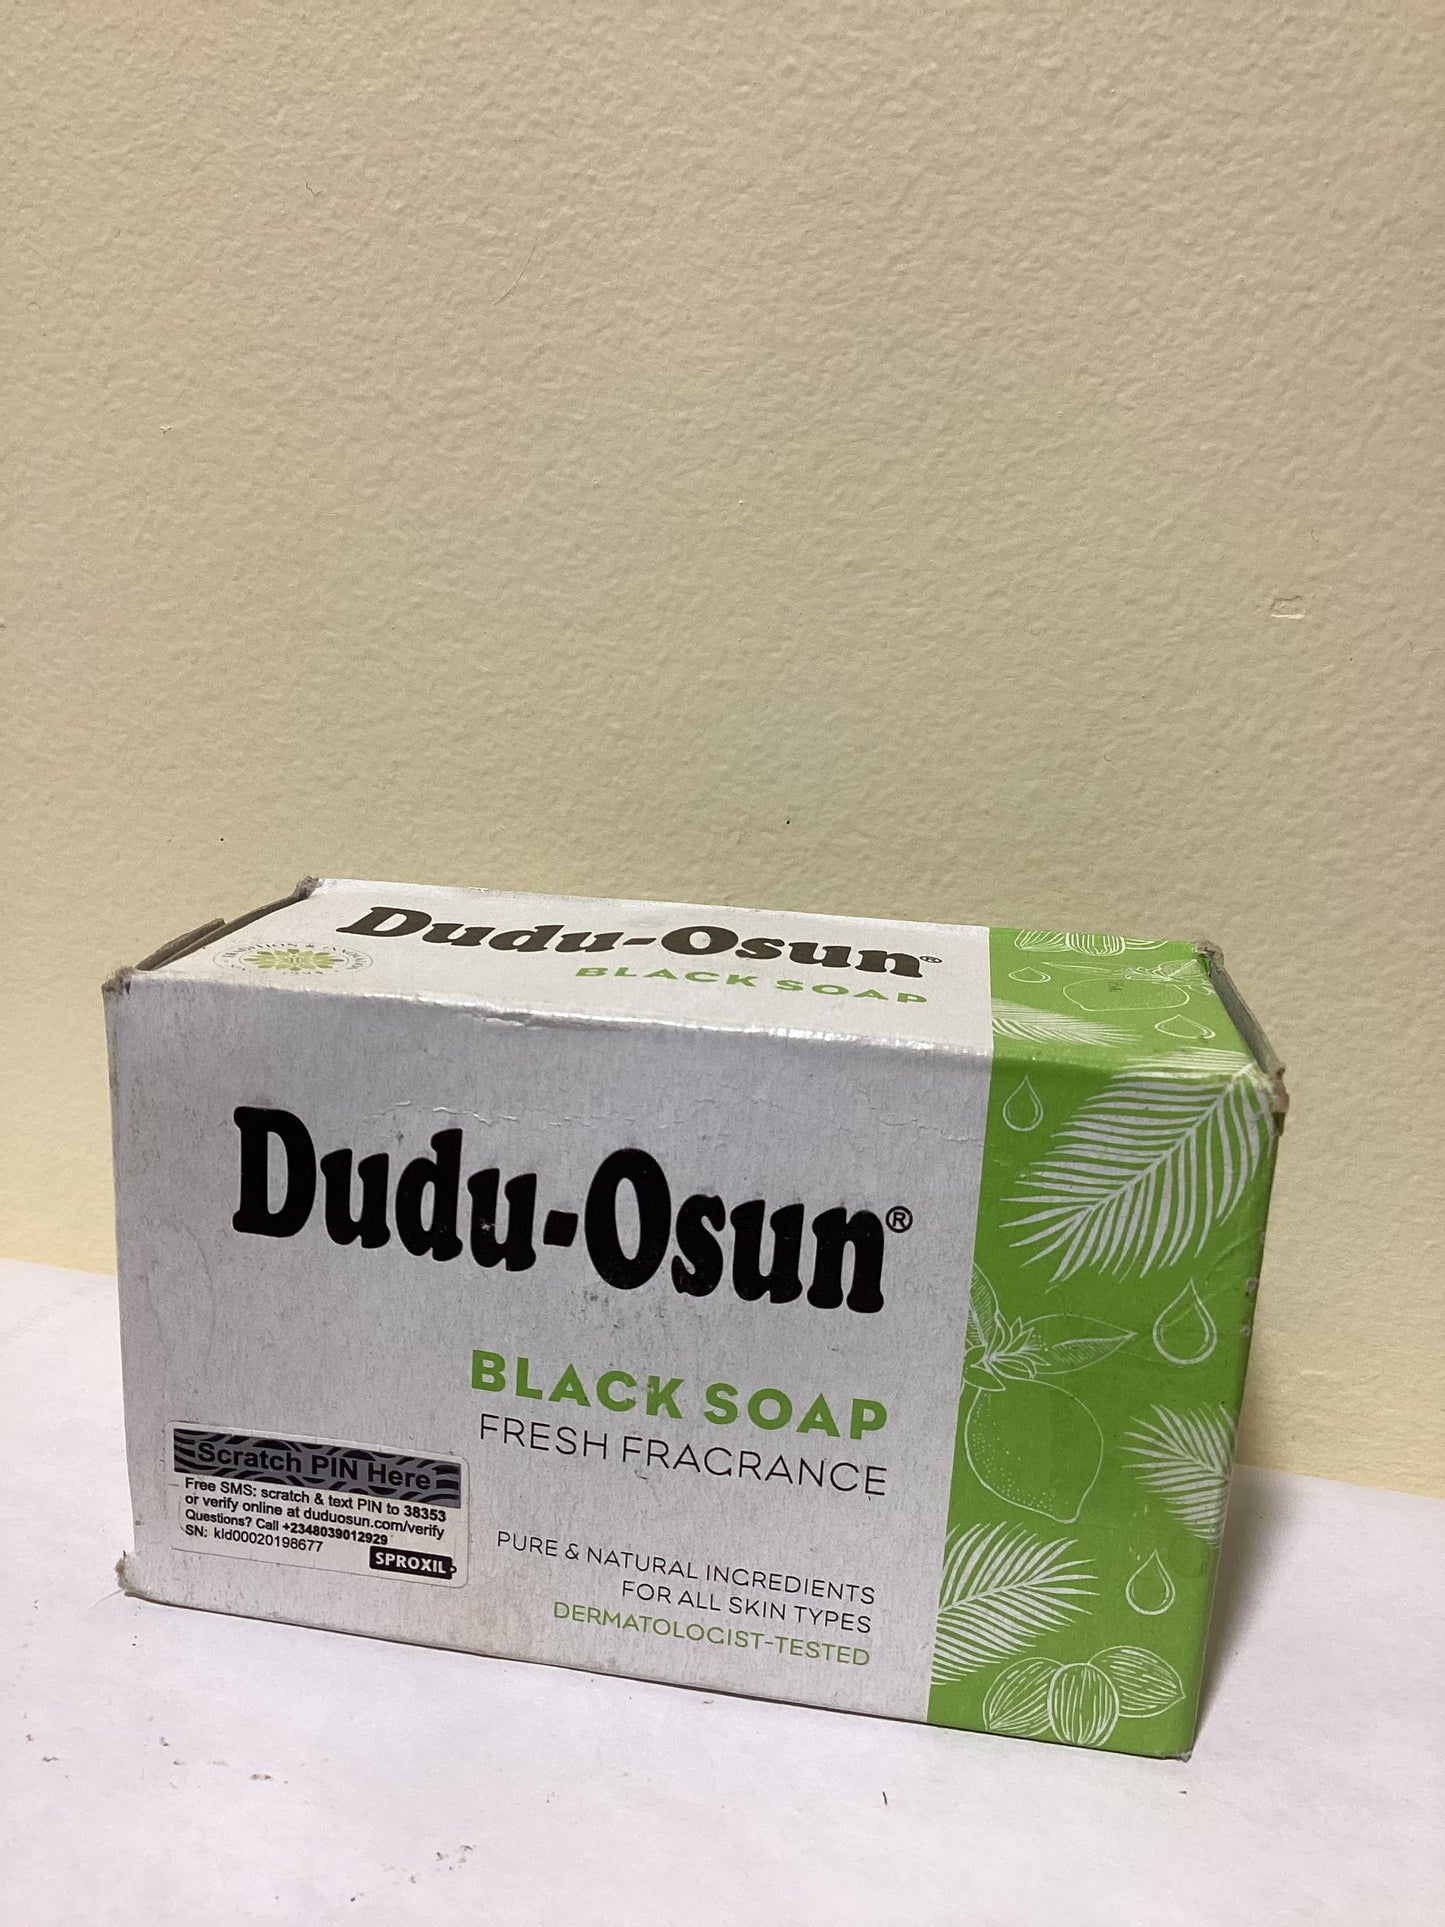 Dudu-Osun®
BLACK SOAP
Dudu-Osun®
BLACK SOAP
FRESH FRAGRANCE
Scratch PIN Here
Free SMS: scratch & text PIN to 38353
or verify online at duduosun.com/verify
Questions? Call +2348039012929
SN: kld00020198677
SPROXIL
PURE & NATURAL INGREDIENTS
FOR ALL SKIN TYPES
DERMATOLOGIST-TESTED